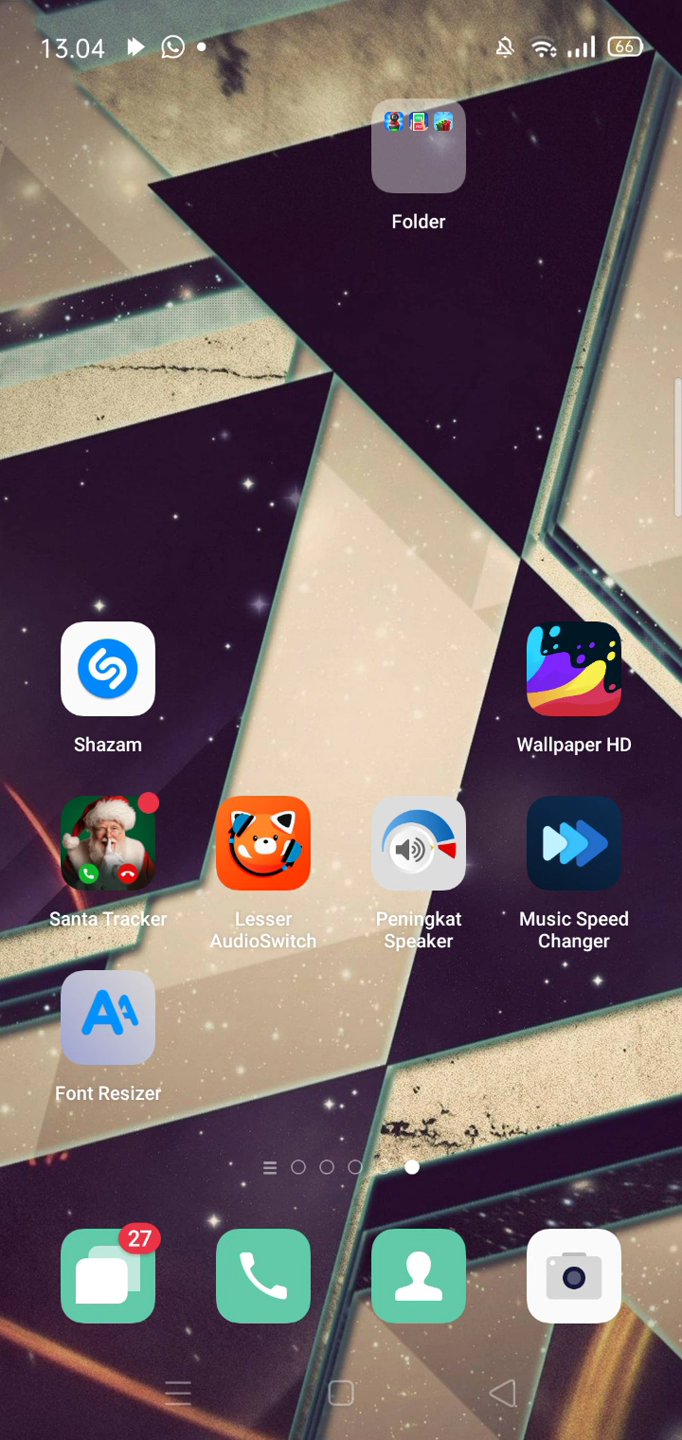 13.04
66
Folder
Shazam
Wallpaper HD
Santa Tracker
Lesser
AudioSwitch
Peningkat
Speaker
Music Speed
Changer
Font Resizer
27